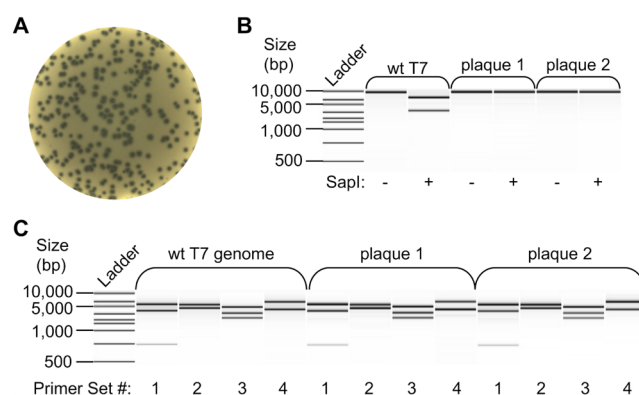 A
B
Size
(bp)
Ladder
wt T7
plaque 1
plaque 2
10,000
5,000
1,000
500
SapI:
- + - + - +
C
Size
(bp)
Ladder
wt T7 genome
plaque 1
plaque 2
10,000
5,000
1,000
500
Primer Set #: 1 2 3 4 1 2 3 4 1 2 3 4